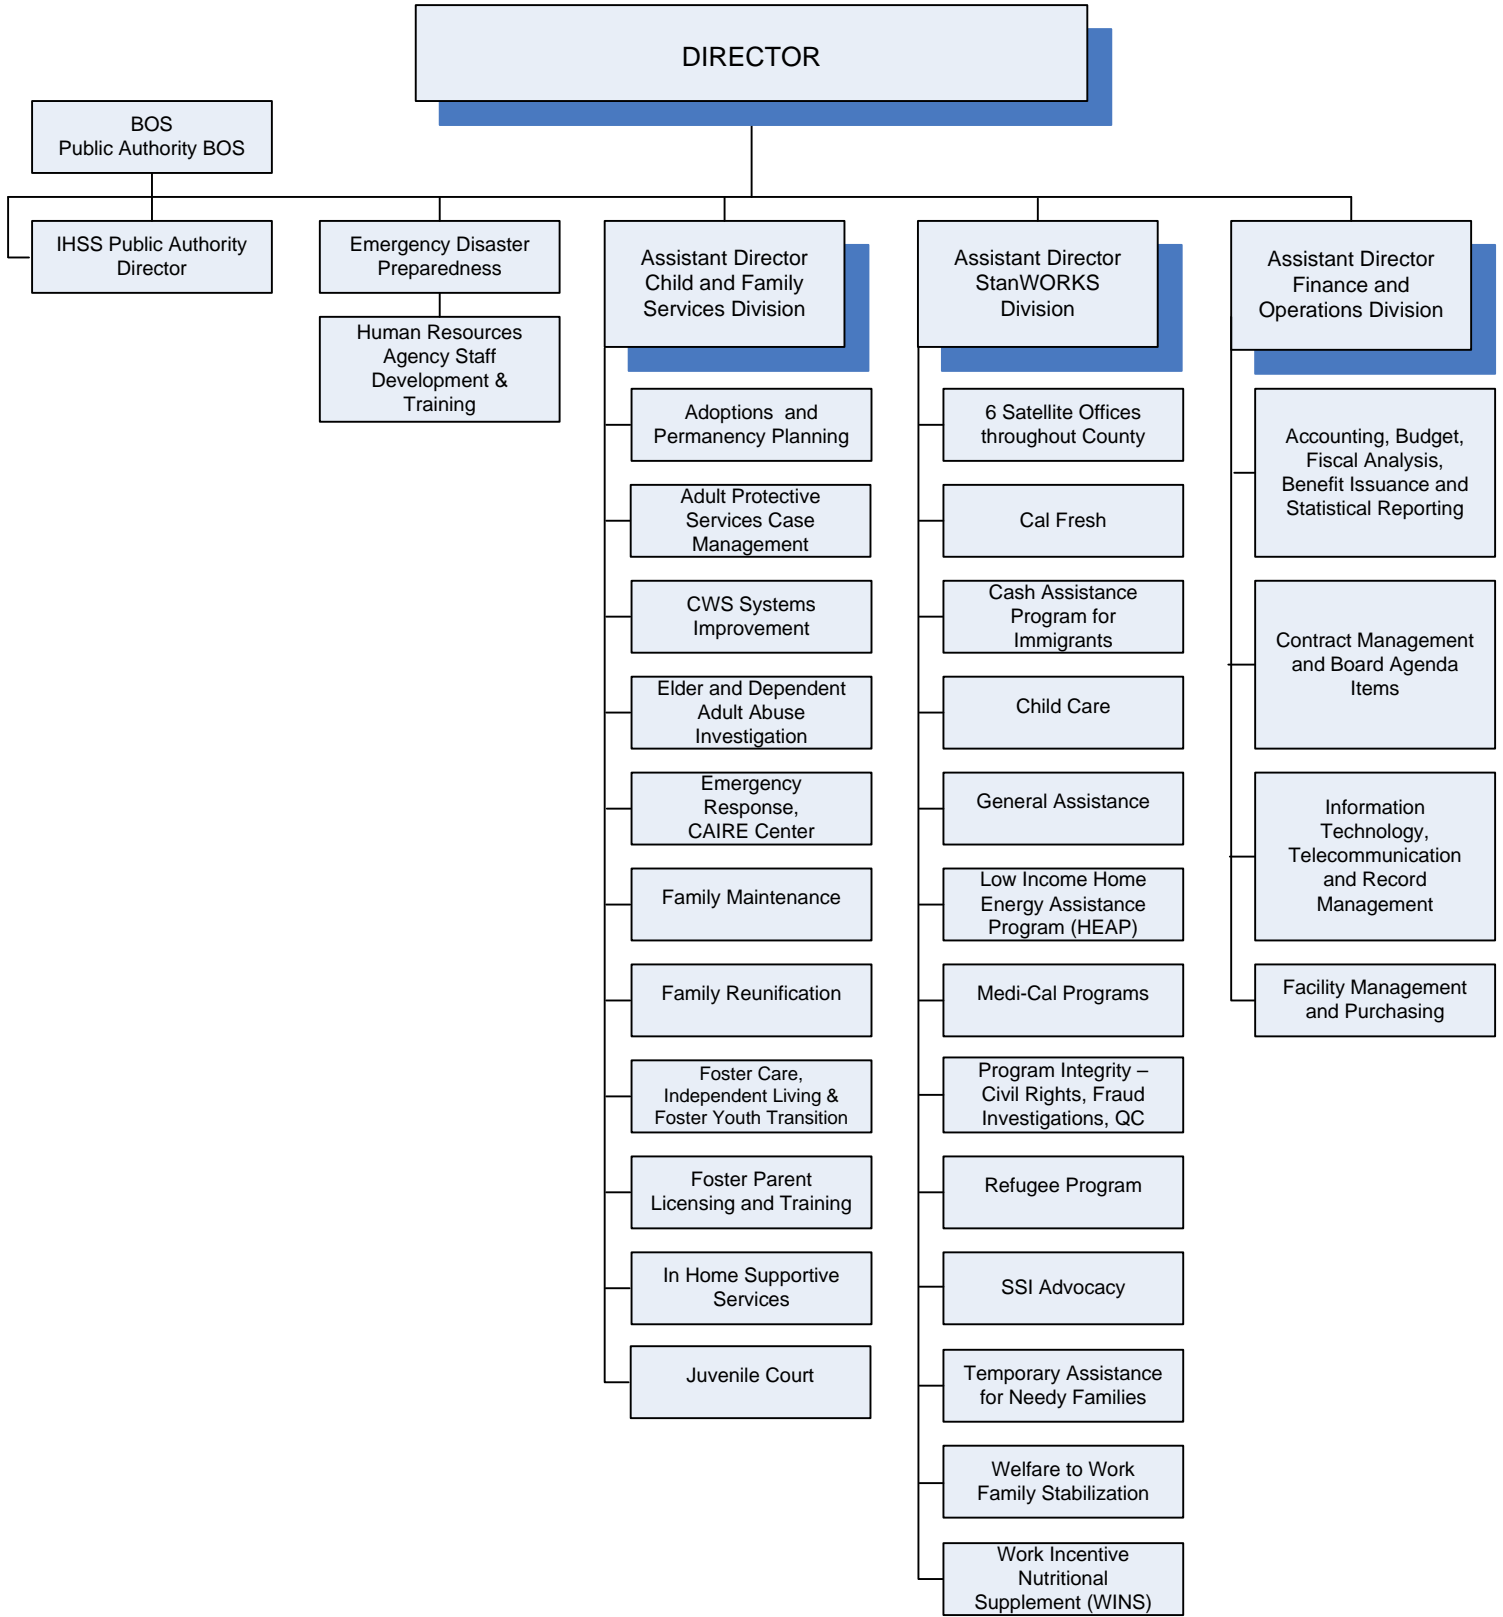 DIRECTOR
BOS
Public Authority BOS
IHSS Public Authority
Director
Emergency Disaster
Preparedness
Human Resources
Agency Staff
Development &
Training
Assistant Director
Child and Family
Services Division
Adoptions and
Permanency Planning
Adult Protective
Services Case
Management
CWS Systems
Improvement
Elder and Dependent
Adult Abuse
Investigation
Emergency
Response,
CAIRE Center
Family Maintenance
Family Reunification
Foster Care,
Independent Living &
Foster Youth Transition
Foster Parent
Licensing and Training
In Home Supportive
Services
Juvenile Court
Assistant Director
StanWORKS
Division
6 Satellite Offices
throughout County
Cal Fresh
Cash Assistance
Program for
Immigrants
Child Care
General Assistance
Low Income Home
Energy Assistance
Program (HEAP)
Medi-Cal Programs
Program Integrity –
Civil Rights, Fraud
Investigations, QC
Refugee Program
SSI Advocacy
Temporary Assistance
for Needy Families
Welfare to Work
Family Stabilization
Work Incentive
Nutritional
Supplement (WINS)
Assistant Director
Finance and
Operations Division
Accounting, Budget,
Fiscal Analysis,
Benefit Issuance and
Statistical Reporting
Contract Management
and Board Agenda
Items
Information
Technology,
Telecommunication
and Record
Management
Facility Management
and Purchasing